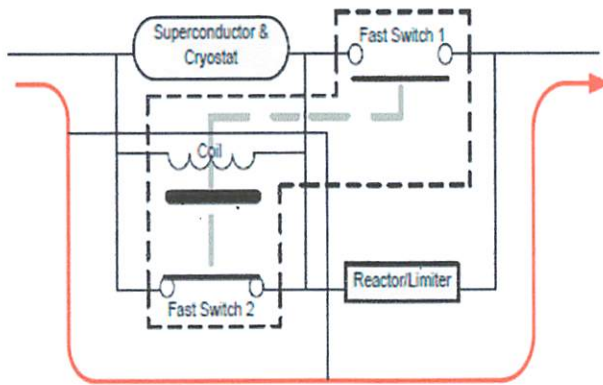 Superconductor &
Cryostat
Fast Switch 1
Coil
Reactor/Limiter
Fast Switch 2